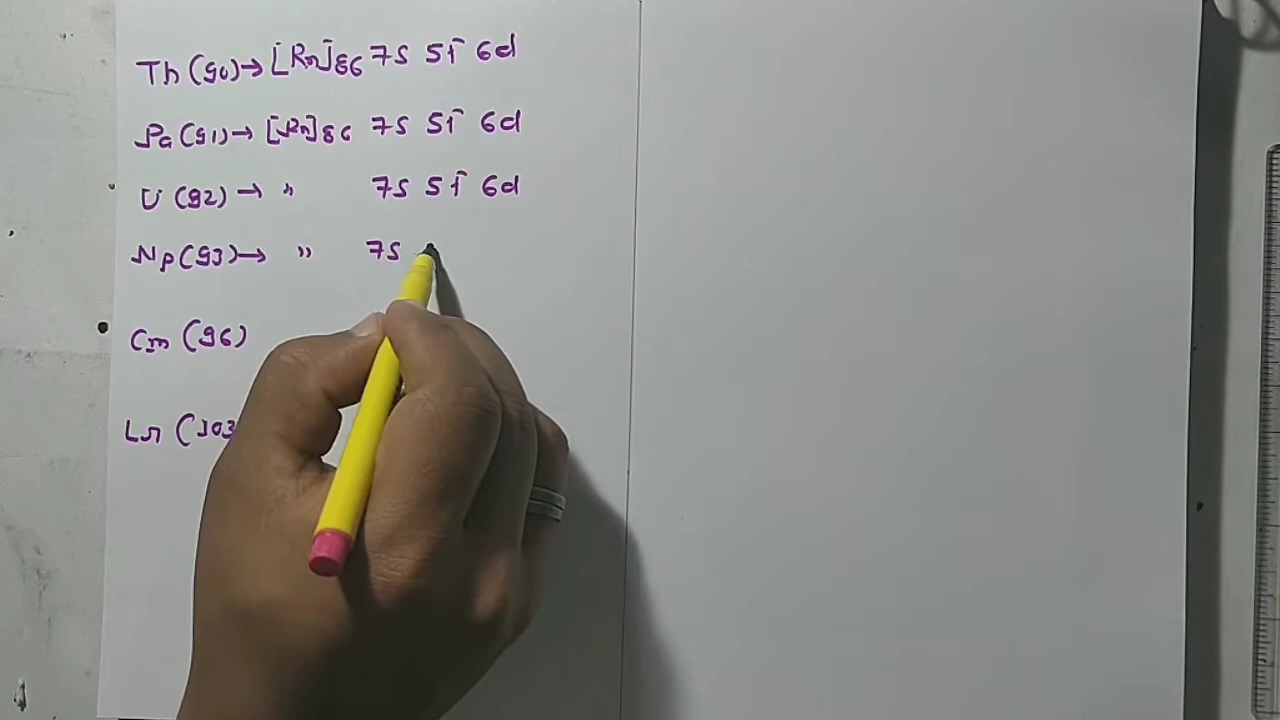 Th (90) → [Rn]86 7s 5f 6d
Pa (91) → [Rn]86 7s 5f 6d
U (92) → " 7s 5f 6d
Np (93) → " 7s
Cm (96)
Lr (103